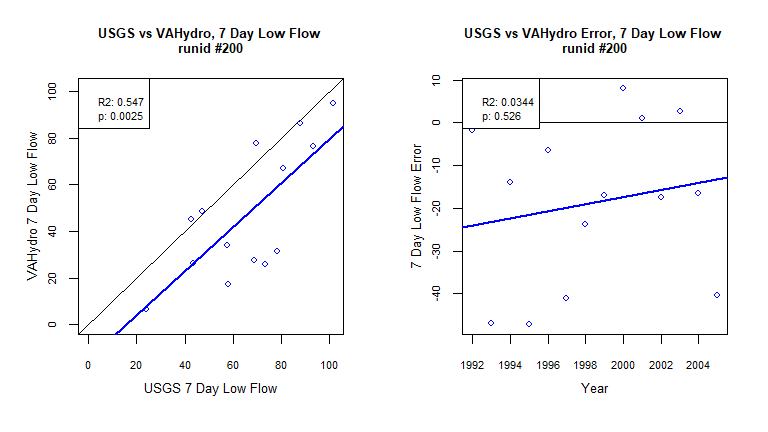 USGS vs VAHydro, 7 Day Low Flow
runid #200
R2: 0.547
p: 0.0025
VAHydro 7 Day Low Flow
100
80
60
40
20
0
0 20 40 60 80 100
USGS 7 Day Low Flow
USGS vs VAHydro Error, 7 Day Low Flow
runid #200
R2: 0.0344
p: 0.526
7 Day Low Flow Error
10
0
-10
-20
-30
-40
1992 1994 1996 1998 2000 2002 2004
Year